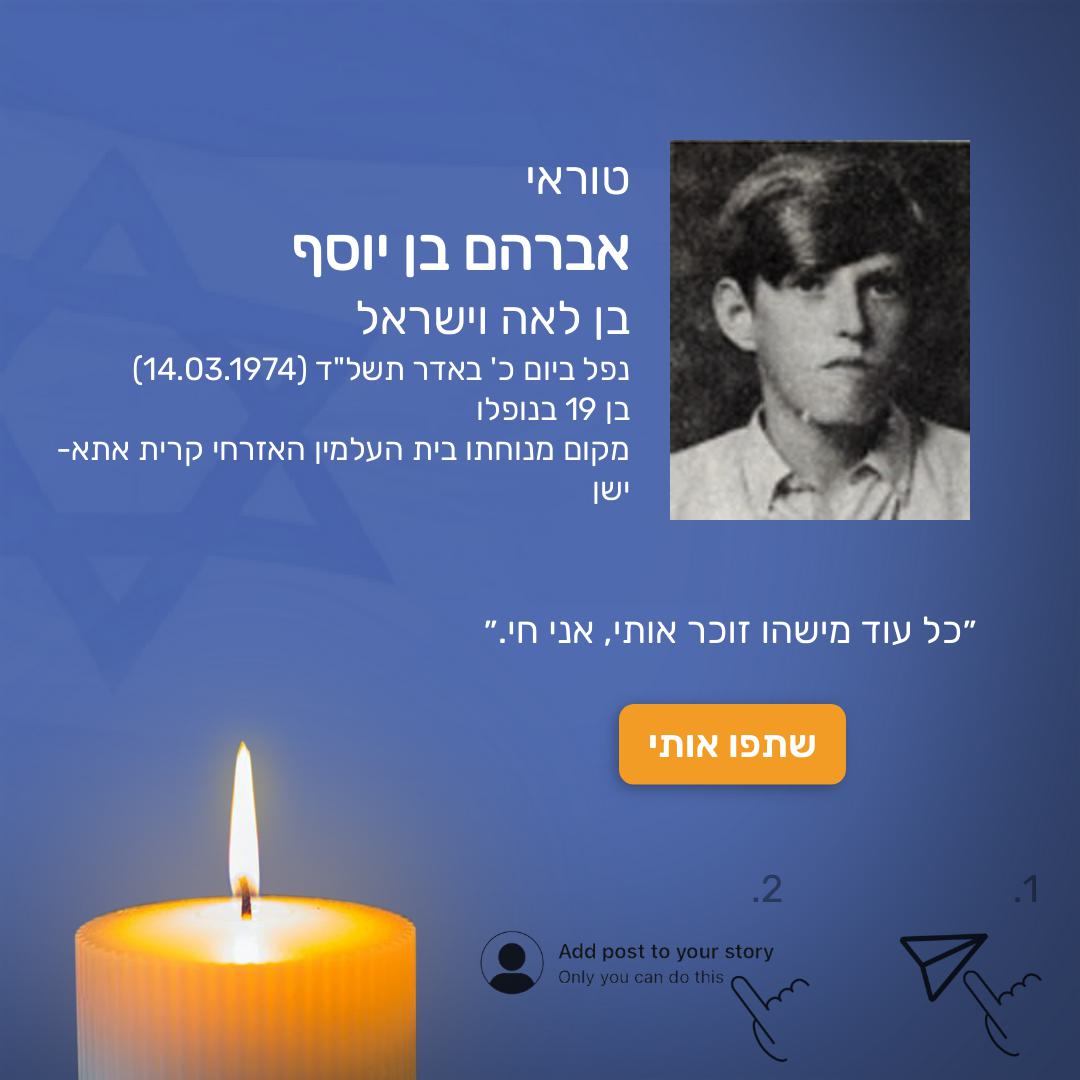 טוראי
אברהם בן יוסף
בן לאה וישראל
נפל ביום כ' באדר תשל"ד (14.03.1974)
בן 19 בנופלו
מקום מנוחתו בית העלמין האזרחי קרית אתא-
ישן
״כל עוד מישהו זוכר אותי, אני חי.״
שתפו אותי
1.
2.
Add post to your story
Only you can do this